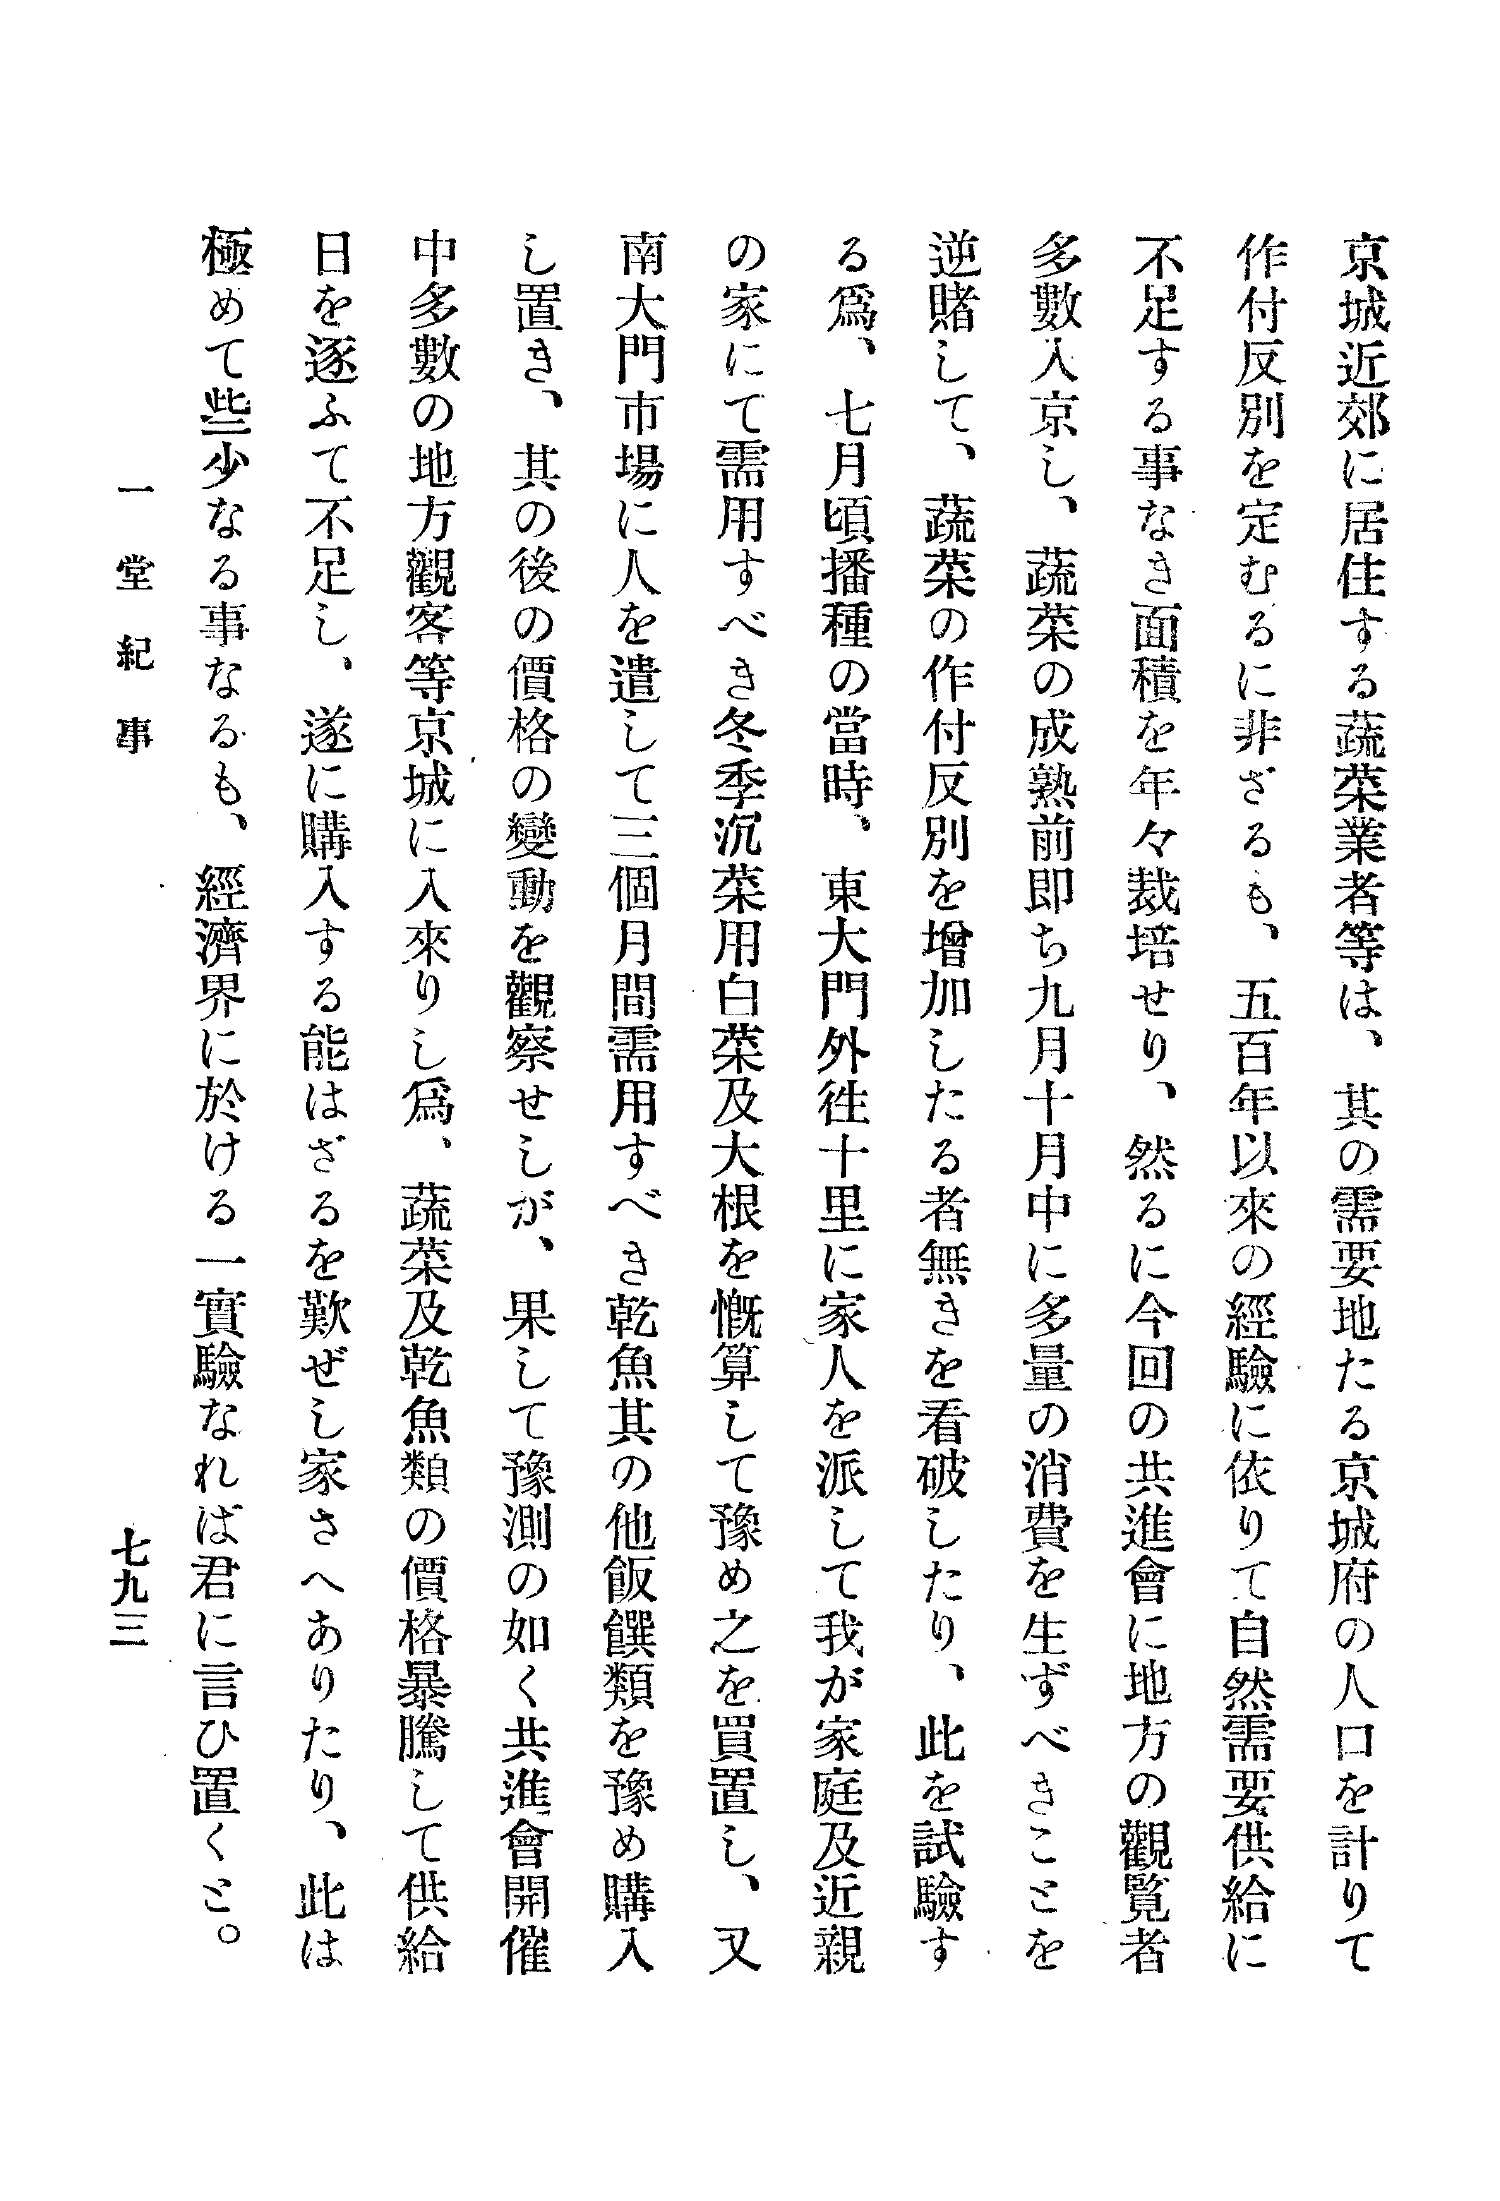 京城近郊に居住する蔬菜業者等は、其の需要地たる京城府の人口を計りて
作付反別を定むるに非ざるも、五百年以來の經驗に依りて自然需要供給に
不足する事なき面積を年々裁培せり、然るに今回の共進會に地方の觀覽者
多數入京し、蔬菜の成熟前即ち九月十月中に多量の消費を生ずべきことを
逆賭して、蔬菜の作付反別を增加したる者無きを看破したり、此を試驗す
る爲、七月頃播種の當時、東大門外徃十里に家人を派して我が家庭及近親
の家にて需用すべき冬季沉菜用白菜及大根を慨算して豫め之を買置し、又
南大門市場に人を遣して三個月間需用すべき乾魚其の他飯饌類を豫め購入
し置き、其の後の價格の變動を觀察せしが、果して豫測の如く共進會開催
中多數の地方觀客等京城に入來りし爲、蔬菜及乾魚類の價格暴騰して供給
日を逐ふて不足し、遂に購入する能はざるを歎ぜし家さへありたり、此は
極めて些少なる事なるも、經濟界に於ける一實驗なれば君に言ひ置くと。
一堂紀事
七九三